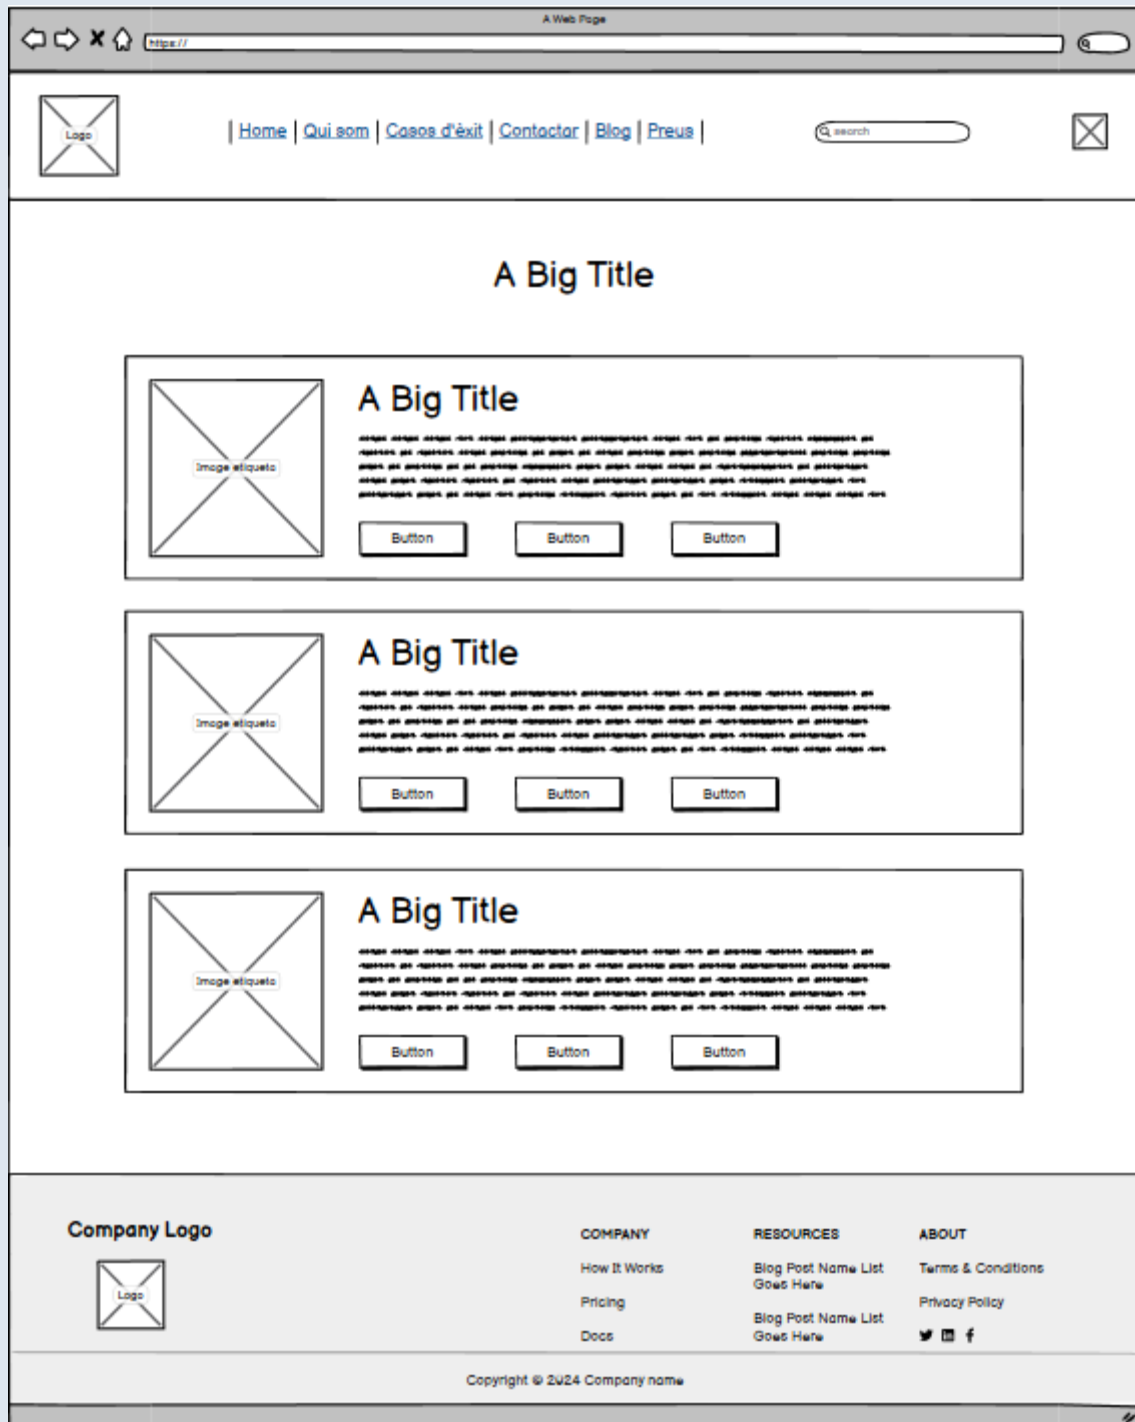 A Web Page
https://
Logo
Home | Qui som | Casos d'èxit | Contactar | Blog | Preus
search
A Big Title
A Big Title
Image etiqueta
Button Button Button
A Big Title
Image etiqueta
Button Button Button
A Big Title
Image etiqueta
Button Button Button
Company Logo
Logo
COMPANY
How It Works
Pricing
Docs
RESOURCES
Blog Post Name List
Goes Here
Blog Post Name List
Goes Here
ABOUT
Terms & Conditions
Privacy Policy
Copyright © 2024 Company name